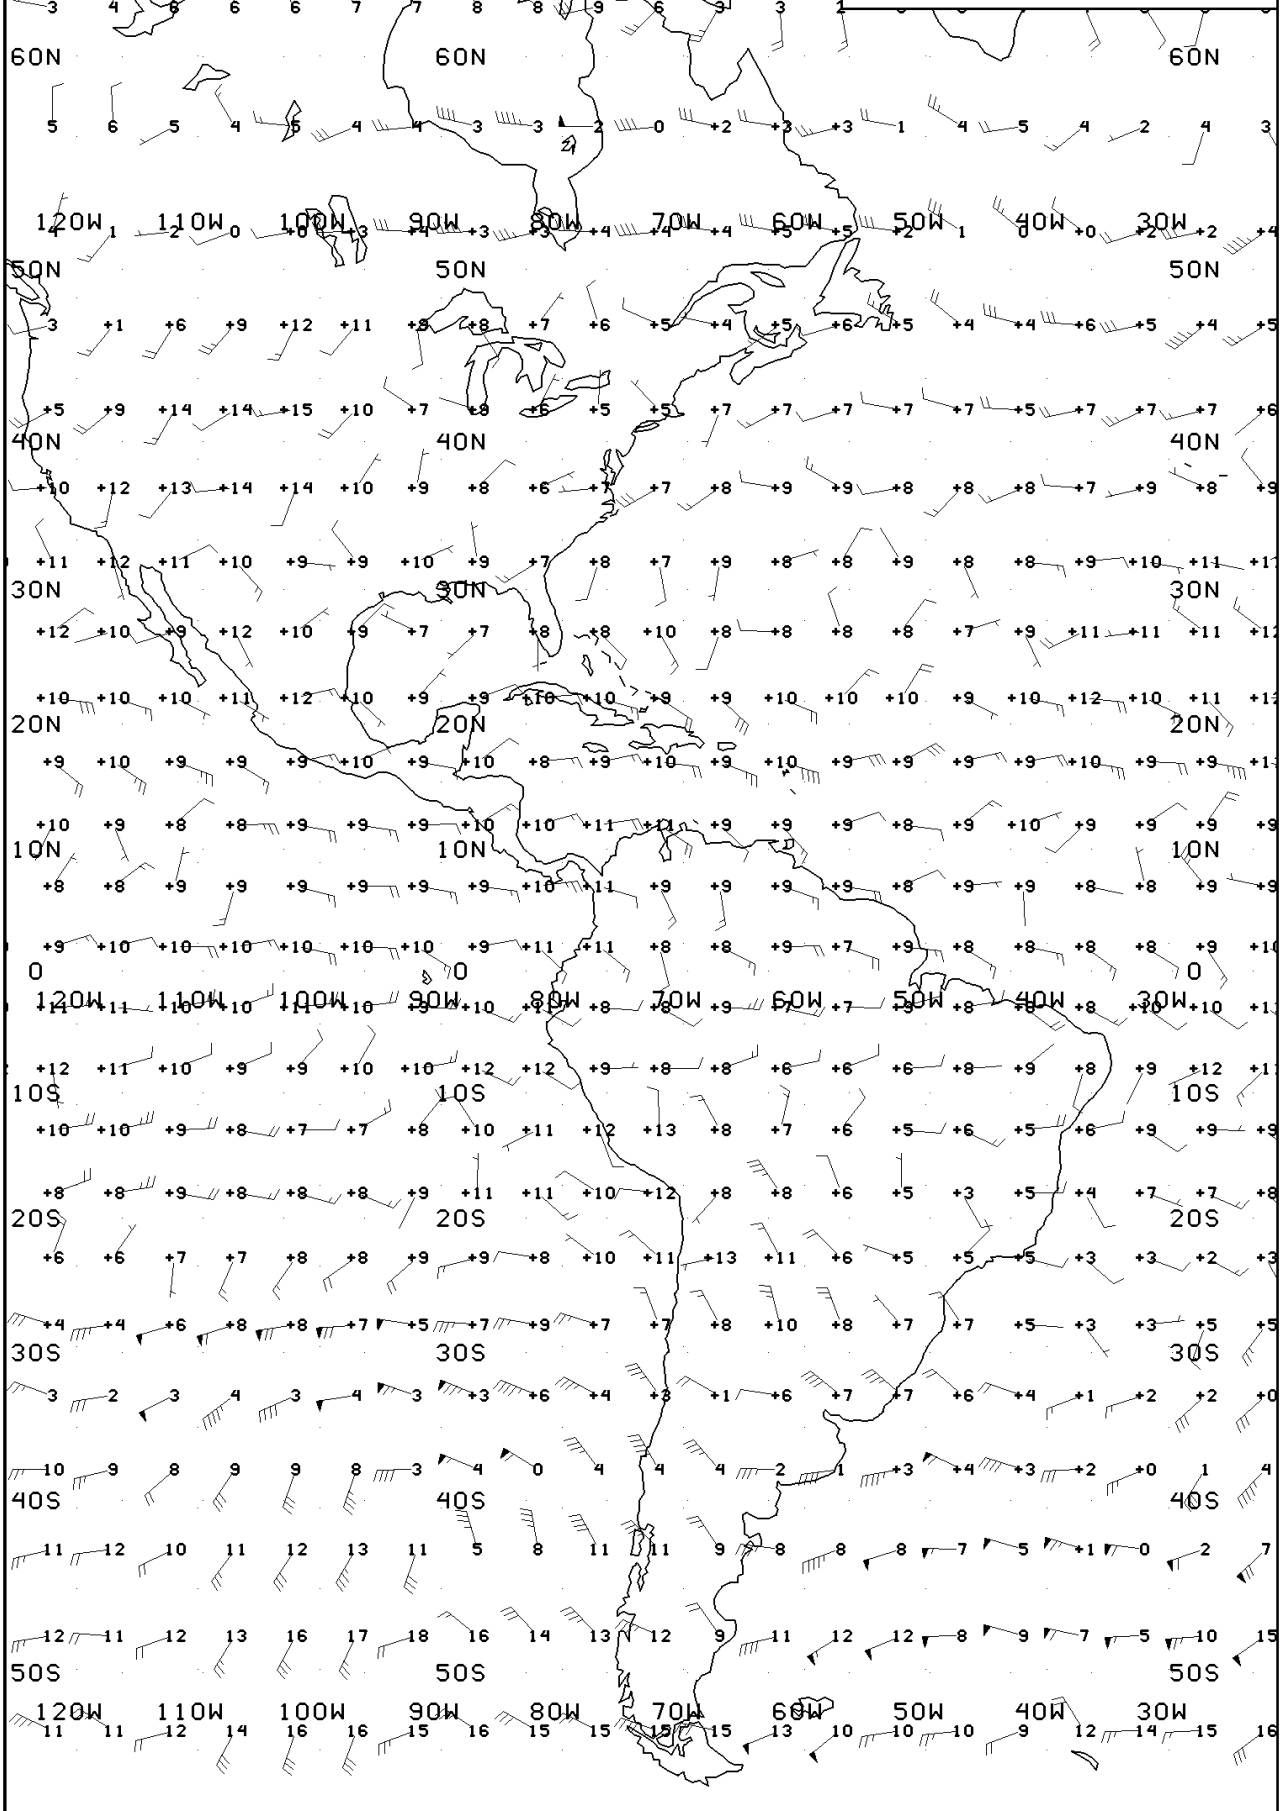 3 4 6 6 6 7 7 8 8 9 6 3 3 2
60N 60N 60N
5 6 5 4 5 4 4 3 3 2 0 +2 +3 +3 1 4 5 4 2 4 3
120W 110W 100W 90W 80W 70W 60W 50W 40W 30W
1 2 0 +0 +3 +4 +3 +3 +4 +4 +4 +5 +5 +2 1 0 +0 +2 +2 +4
50N 50N 50N
3 +1 +6 +9 +12 +11 +8 +7 +6 +5 +4 +5 +6 +5 +4 +4 +6 +5 +4 +5
+5 +9 +14 +14 +15 +10 +7 +8 +6 +5 +5 +7 +7 +7 +7 +7 +5 +7 +7 +7 +6
40N 40N 40N
+10 +12 +13 +14 +14 +10 +9 +8 +6 +7 +7 +8 +9 +9 +8 +8 +8 +7 +9 +8 +9
+11 +12 +11 +10 +9 +9 +10 +9 +7 +8 +7 +9 +8 +8 +9 +8 +8 +9 +10 +11
30N 30N 30N
+12 +10 +9 +12 +10 +9 +7 +7 +8 +8 +10 +8 +8 +8 +8 +7 +9 +11 +11 +11
+10 +10 +10 +11 +12 +10 +9 +9 +10 +10 +9 +9 +10 +10 +10 +9 +10 +12 +10 +11
20N 20N 20N
+9 +10 +9 +9 +9 +10 +9 +10 +8 +9 +10 +9 +10 +9 +9 +9 +9 +10 +9 +9
+10 +9 +8 +8 +9 +9 +9 +10 +10 +11 +11 +9 +9 +9 +8 +9 +10 +9 +9 +9 +9
10N 10N 10N
+8 +8 +9 +9 +9 +9 +9 +9 +10 +11 +9 +9 +9 +9 +8 +9 +9 +8 +8 +9 +9
+9 +10 +10 +10 +10 +10 +10 +9 +11 +11 +8 +8 +9 +7 +9 +8 +8 +8 +8 +9 +10
0 0 0
120W 110W 100W 90W 80W 70W 60W 50W 40W 30W
+11 +11 +10 +10 +11 +10 +9 +10 +11 +8 +8 +9 +7 +7 +9 +8 +8 +8 +10 +10
+12 +11 +10 +9 +9 +10 +10 +12 +12 +9 +8 +8 +6 +6 +6 +8 +9 +8 +9 +12
10S 10S 10S
+10 +10 +9 +8 +7 +7 +8 +10 +11 +12 +13 +8 +7 +6 +5 +6 +5 +6 +9 +9 +9
+8 +8 +9 +8 +8 +8 +9 +11 +11 +10 +12 +8 +8 +6 +5 +3 +5 +4 +7 +7 +8
20S 20S 20S
+6 +6 +7 +7 +8 +8 +9 +9 +8 +10 +11 +13 +11 +6 +5 +5 +5 +3 +3 +2 +3
+4 +4 +6 +8 +8 +7 +5 +7 +9 +7 +7 +8 +10 +8 +7 +7 +5 +3 +3 +5 +5
30S 30S 30S
3 2 3 4 3 4 +3 +3 +6 +4 +3 +1 +6 +7 +7 +6 +4 +1 +2 +2 +0
10 9 8 9 9 8 3 4 0 4 4 4 2 1 +3 +4 +3 +2 +0 1 4
40S 40S 40S
11 12 10 11 12 13 11 5 8 11 11 9 8 8 8 7 5 +1 0 2 7
12 11 12 13 16 17 18 16 14 13 12 9 11 12 12 8 9 7 5 10 15
50S 50S 50S
120W 110W 100W 90W 80W 70W 60W 50W 40W 30W
11 11 12 14 16 16 15 16 15 15 15 15 13 10 10 10 9 12 14 15 16